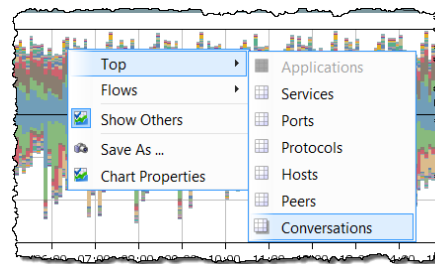 Top
Flows
Show Others
Save As ...
Chart Properties
Applications
Services
Ports
Protocols
Hosts
Peers
Conversations